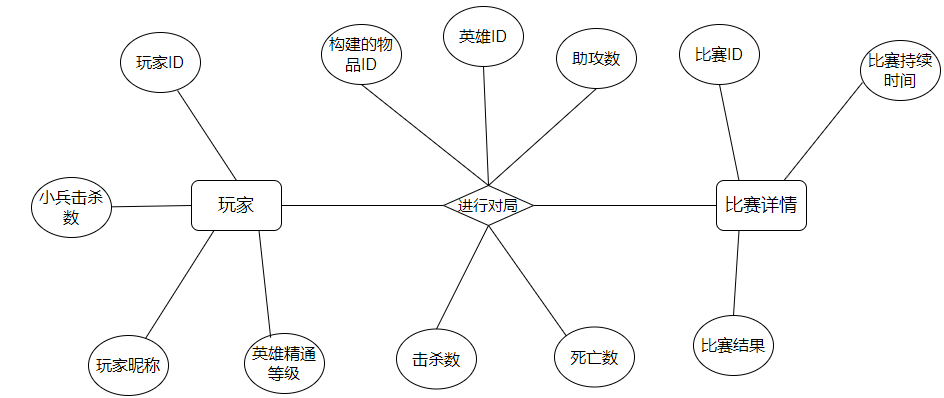 玩家ID
构建的物
品ID
英雄ID
助攻数
比赛ID
比赛持续
时间
小兵击杀
数
玩家
进行对局
比赛详情
玩家昵称
英雄精通
等级
击杀数
死亡数
比赛结果